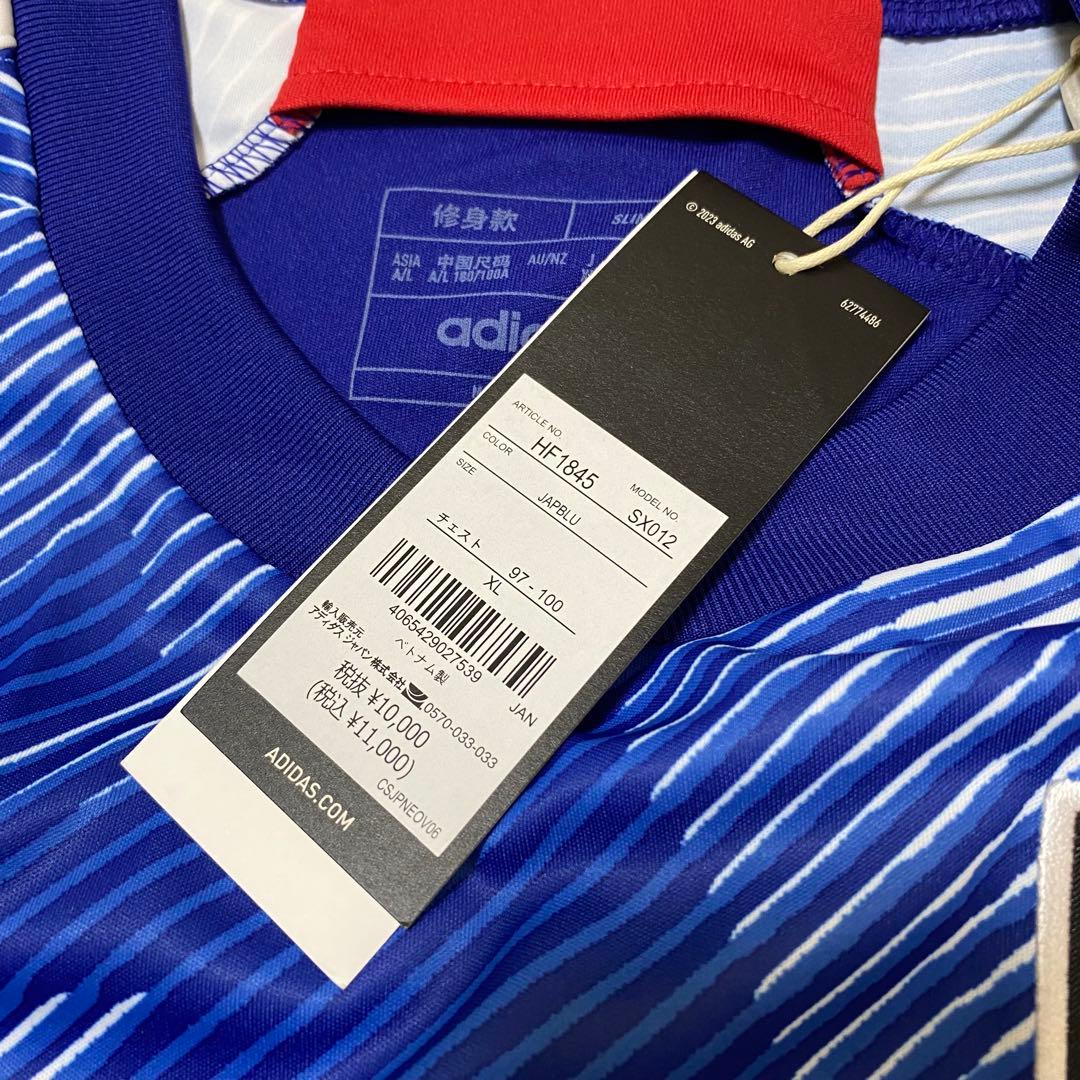 修身款
ASIA 中国尺码 AU/NZ
A/L A/L 180/100A
© 2023 adidas AG
62774486
ARTICLE NO. HF1845
MODEL NO. SX012
COLOR JAPBLU
SIZE
チェスト 97 - 100
XL
4065429027539
JAN
ベトナム製
輸入販売元
アディダス ジャパン株式会社 0570-033-033
税抜 ¥10,000
(税込 ¥11,000)
CSJPNEOV06
ADIDAS.COM